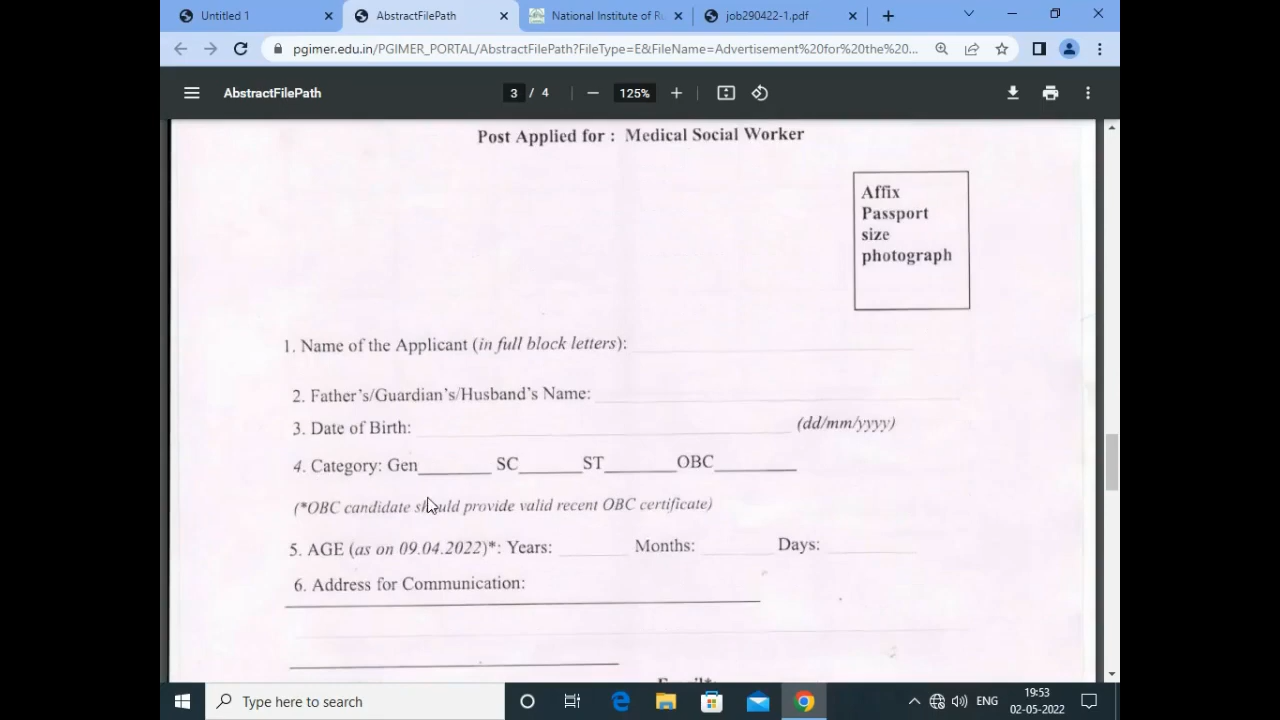 Untitled 1
AbstractFilePath
National Institute of Ru
job290422-1.pdf
pgimer.edu.in/PGIMER_PORTAL/AbstractFilePath?FileType=E&FileName=Advertisement%20for%20the%20...
AbstractFilePath
3 / 4
125%
Post Applied for : Medical Social Worker
Affix
Passport
size
photograph
1. Name of the Applicant (in full block letters):
2. Father's/Guardian's/Husband's Name:
3. Date of Birth: (dd/mm/yyyy)
4. Category: Gen________ SC_______ST________OBC_________
(*OBC candidate should provide valid recent OBC certificate)
5. AGE (as on 09.04.2022)*: Years: Months: Days:
6. Address for Communication:
Type here to search
ENG
19:53
02-05-2022